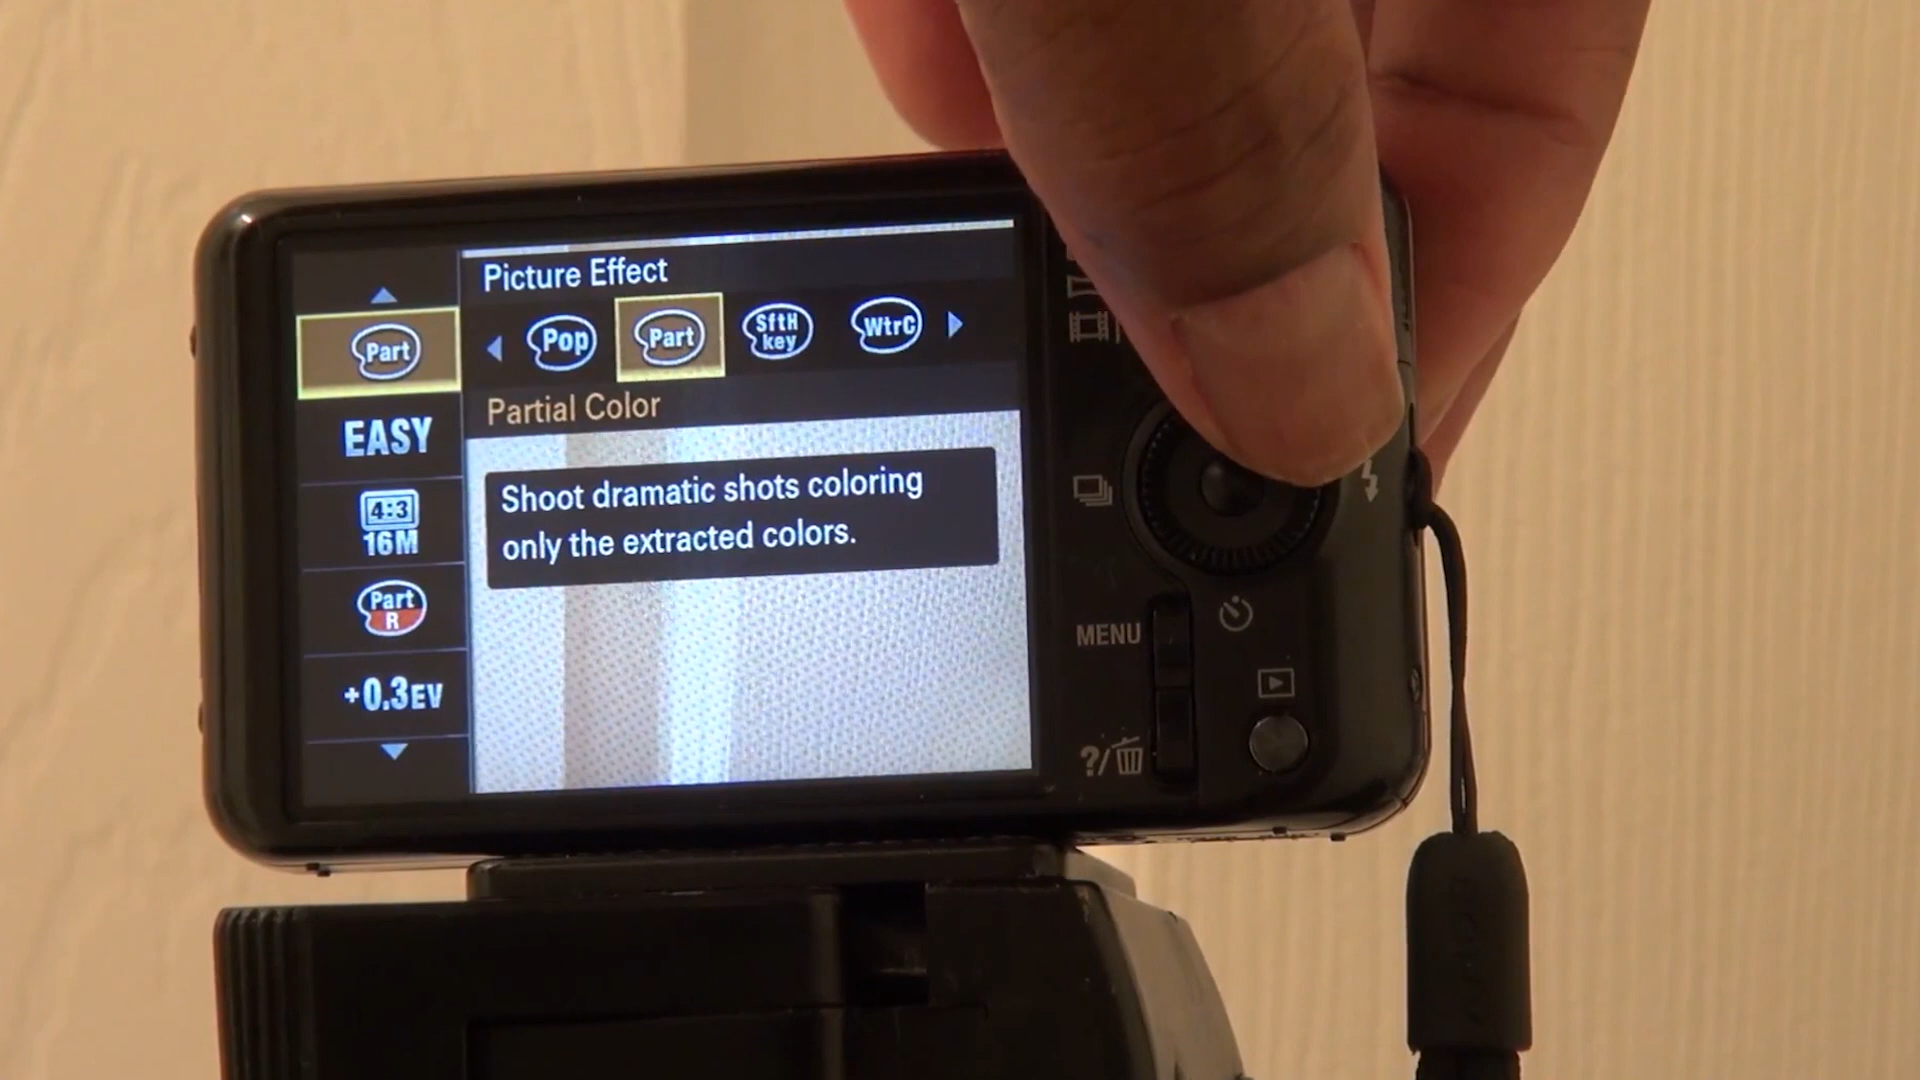 Picture Effect
Part
Pop
Part
SftH
key
WtrC
Partial Color
EASY
Shoot dramatic shots coloring
only the extracted colors.
4:3
16M
Part
R
+0.3EV
MENU
?/